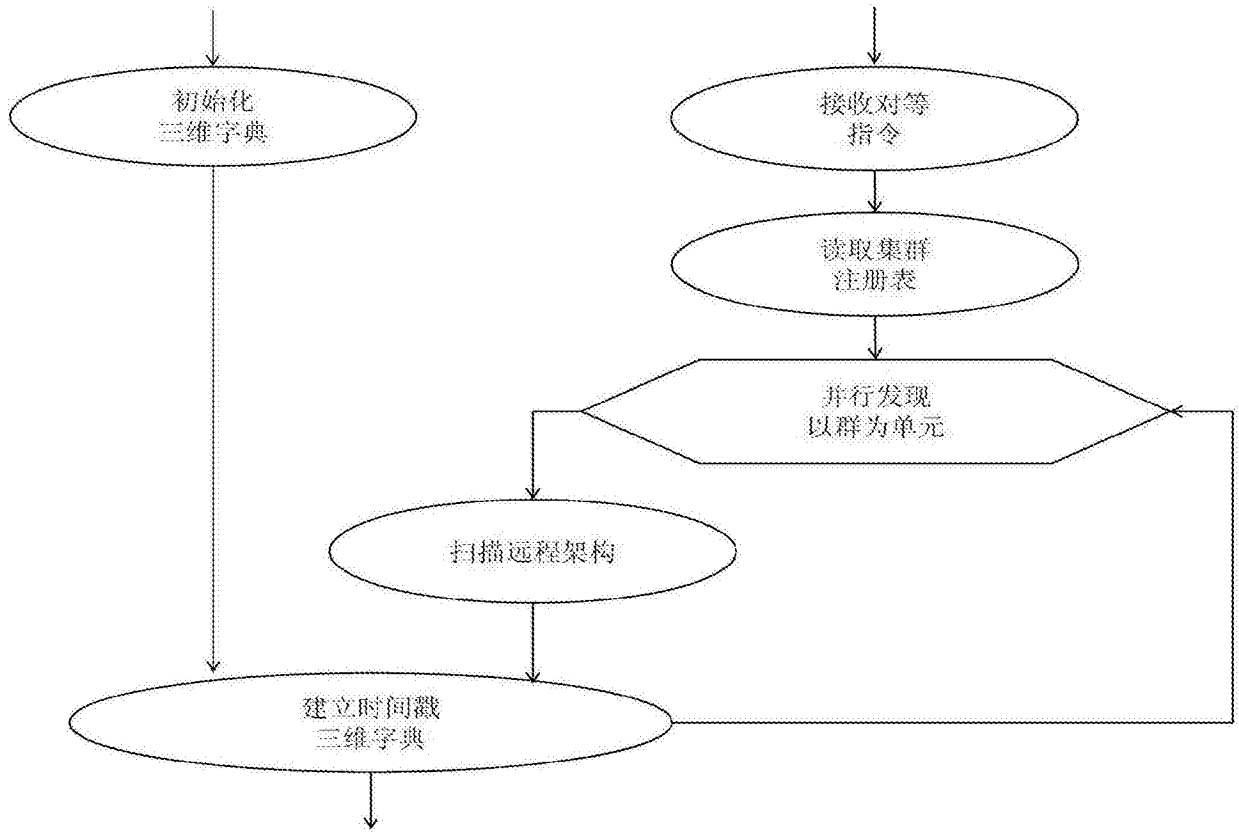 初始化
三维字典
接收对等
指令
读取集群
注册表
并行发现
以群为单元
扫描远程架构
建立时间戳
三维字典